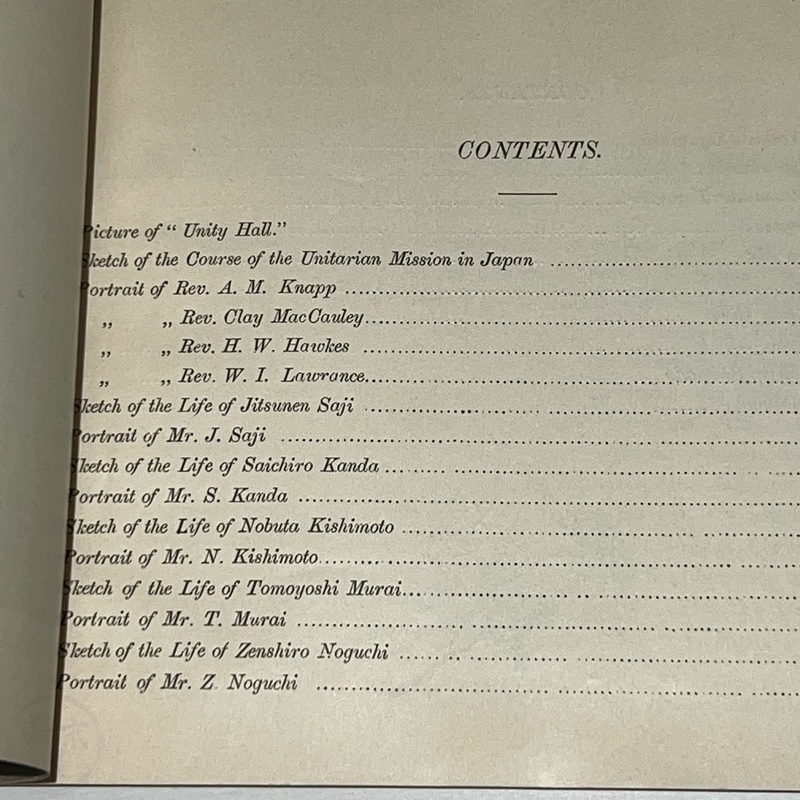 CONTENTS.
Picture of " Unity Hall."
Sketch of the Course of the Unitarian Mission in Japan ........................
Portrait of Rev. A. M. Knapp ........................
„ „ Rev. Clay MacCauley........................
„ „ Rev. H. W. Hawkes ........................
„ „ Rev. W. I. Lawrance........................
Sketch of the Life of Jitsunen Saji ........................
Portrait of Mr. J. Saji ........................
Sketch of the Life of Saichiro Kanda ........................
Portrait of Mr. S. Kanda ........................
Sketch of the Life of Nobuta Kishimoto ........................
Portrait of Mr. N. Kishimoto........................
Sketch of the Life of Tomoyoshi Murai........................
Portrait of Mr. T. Murai ........................
Sketch of the Life of Zenshiro Noguchi ........................
Portrait of Mr. Z. Noguchi ........................